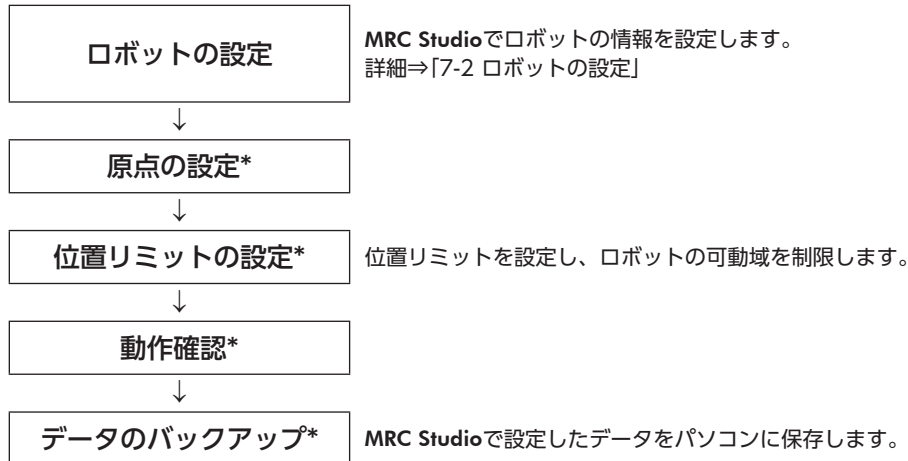 ロボットの設定
MRC Studioでロボットの情報を設定します。
詳細⇒「7-2 ロボットの設定」
↓
原点の設定*
↓
位置リミットの設定*
位置リミットを設定し、ロボットの可動域を制限します。
↓
動作確認*
↓
データのバックアップ*
MRC Studioで設定したデータをパソコンに保存します。